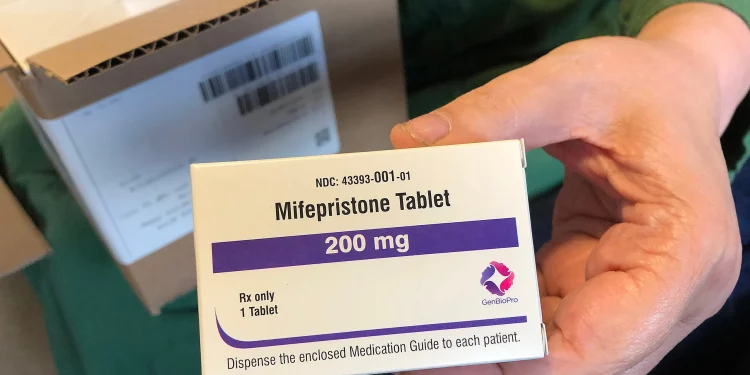 NDC: 43393-001-01
Mifepristone Tablet
200 mg
Rx only
1 Tablet
GenBioPro
Dispense the enclosed Medication Guide to each patient.